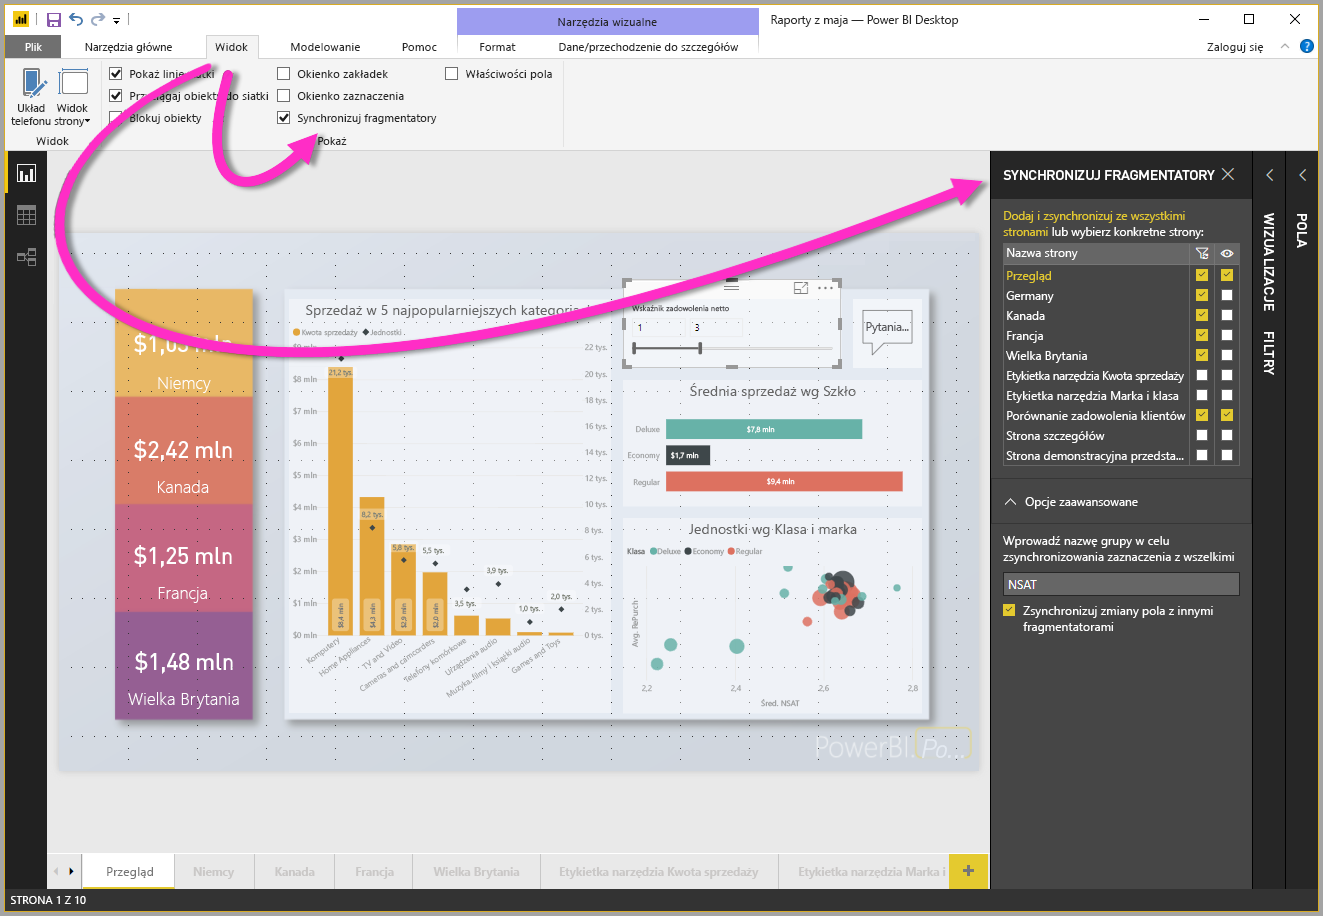 Narzędzia wizualne
Raporty z maja — Power BI Desktop
Plik
Narzędzia główne
Widok
Modelowanie
Pomoc
Format
Dane/przechodzenie do szczegółów
Zaloguj się
Pokaż linie siatki
Okienko zakładek
Właściwości pola
Przyciągaj obiekty do siatki
Okienko zaznaczenia
Blokuj obiekty
Synchronizuj fragmentatory
Układ telefonu
Widok strony
Widok
Pokaż
SYNCHRONIZUJ FRAGMENTATORY
Dodaj i zsynchronizuj ze wszystkimi
stronami lub wybierz konkretne strony:
Nazwa strony
Przegląd
Germany
Kanada
Francja
Wielka Brytania
Etykietka narzędzia Kwota sprzedaży
Etykietka narzędzia Marka i klasa
Porównanie zadowolenia klientów
Strona szczegółów
Strona demonstracyjna przedsta...
Opcje zaawansowane
Wprowadź nazwę grupy w celu
zsynchronizowania zaznaczenia z wszelkimi
NSAT
Zsynchronizuj zmiany pola z innymi
fragmentatorami
WIZUALIZACJE
FILTRY
POLA
Niemcy
$2,42 mln
Kanada
$1,25 mln
Francja
$1,48 mln
Wielka Brytania
Sprzedaż w 5 najpopularniejszych
Kwota sprzedaży
Jednostki
$8 mln
$7 mln
$6 mln
$5 mln
$4 mln
$3 mln
$2 mln
$1 mln
$0 mln
22 tys.
20 tys.
18 tys.
16 tys.
14 tys.
12 tys.
10 tys.
8 tys.
6 tys.
4 tys.
2 tys.
0 tys.
21,2 tys.
8,2 tys.
5,8 tys.
5,5 tys.
3,5 tys.
3,9 tys.
1,0 tys.
2,0 tys.
$8,4 mln
$4,3 mln
$2,9 mln
$2,0 mln
Komputery
Home Appliances
TV and Video
Cameras and camcorders
Telefony komórkowe
Urządzenia audio
Muzyka, filmy i książki audio
Games and Toys
Wskaźnik zadowolenia netto
1
3
Pytania...
Średnia sprzedaż wg Szkło
Deluxe
$7,8 mln
Economy
$1,7 mln
Regular
$9,4 mln
Jednostki wg Klasa i marka
Klasa
Deluxe
Economy
Regular
Avg. RePurch
2,2
2,4
2,6
2,8
Śred. NSAT
PowerBI.
Po...
Przegląd
Niemcy
Kanada
Francja
Wielka Brytania
Etykietka narzędzia Kwota sprzedaży
Etykietka narzędzia Marka i
STRONA 1 Z 10